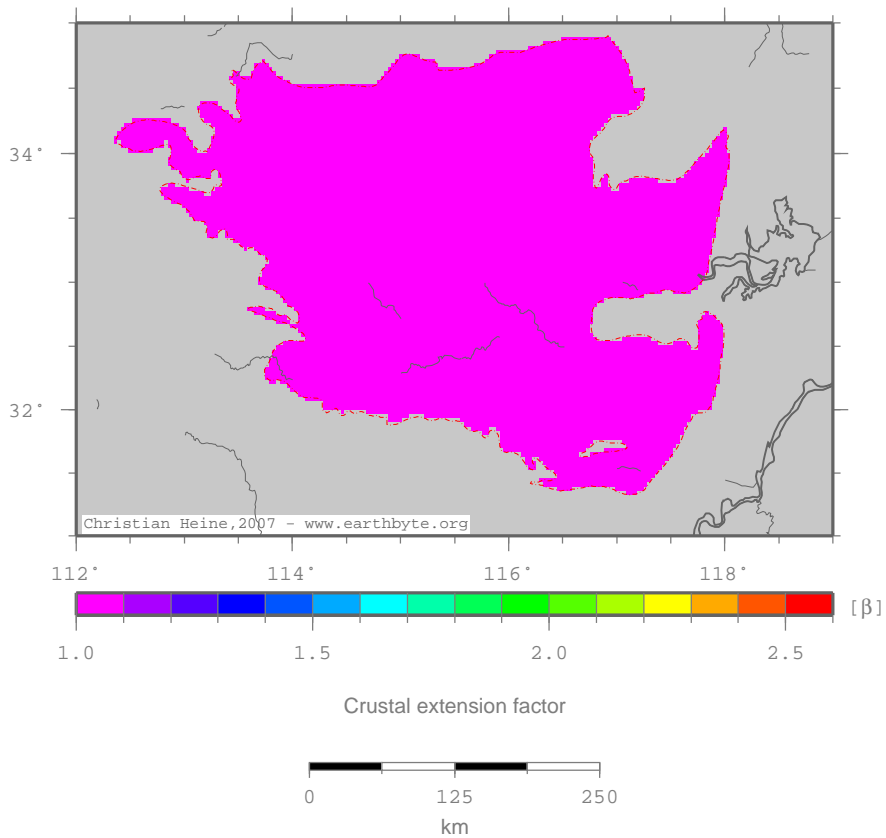 34°
32°
Christian Heine,2007 - www.earthbyte.org
112° 114° 116° 118°
[β]
1.0 1.5 2.0 2.5
Crustal extension factor
0 125 250
km